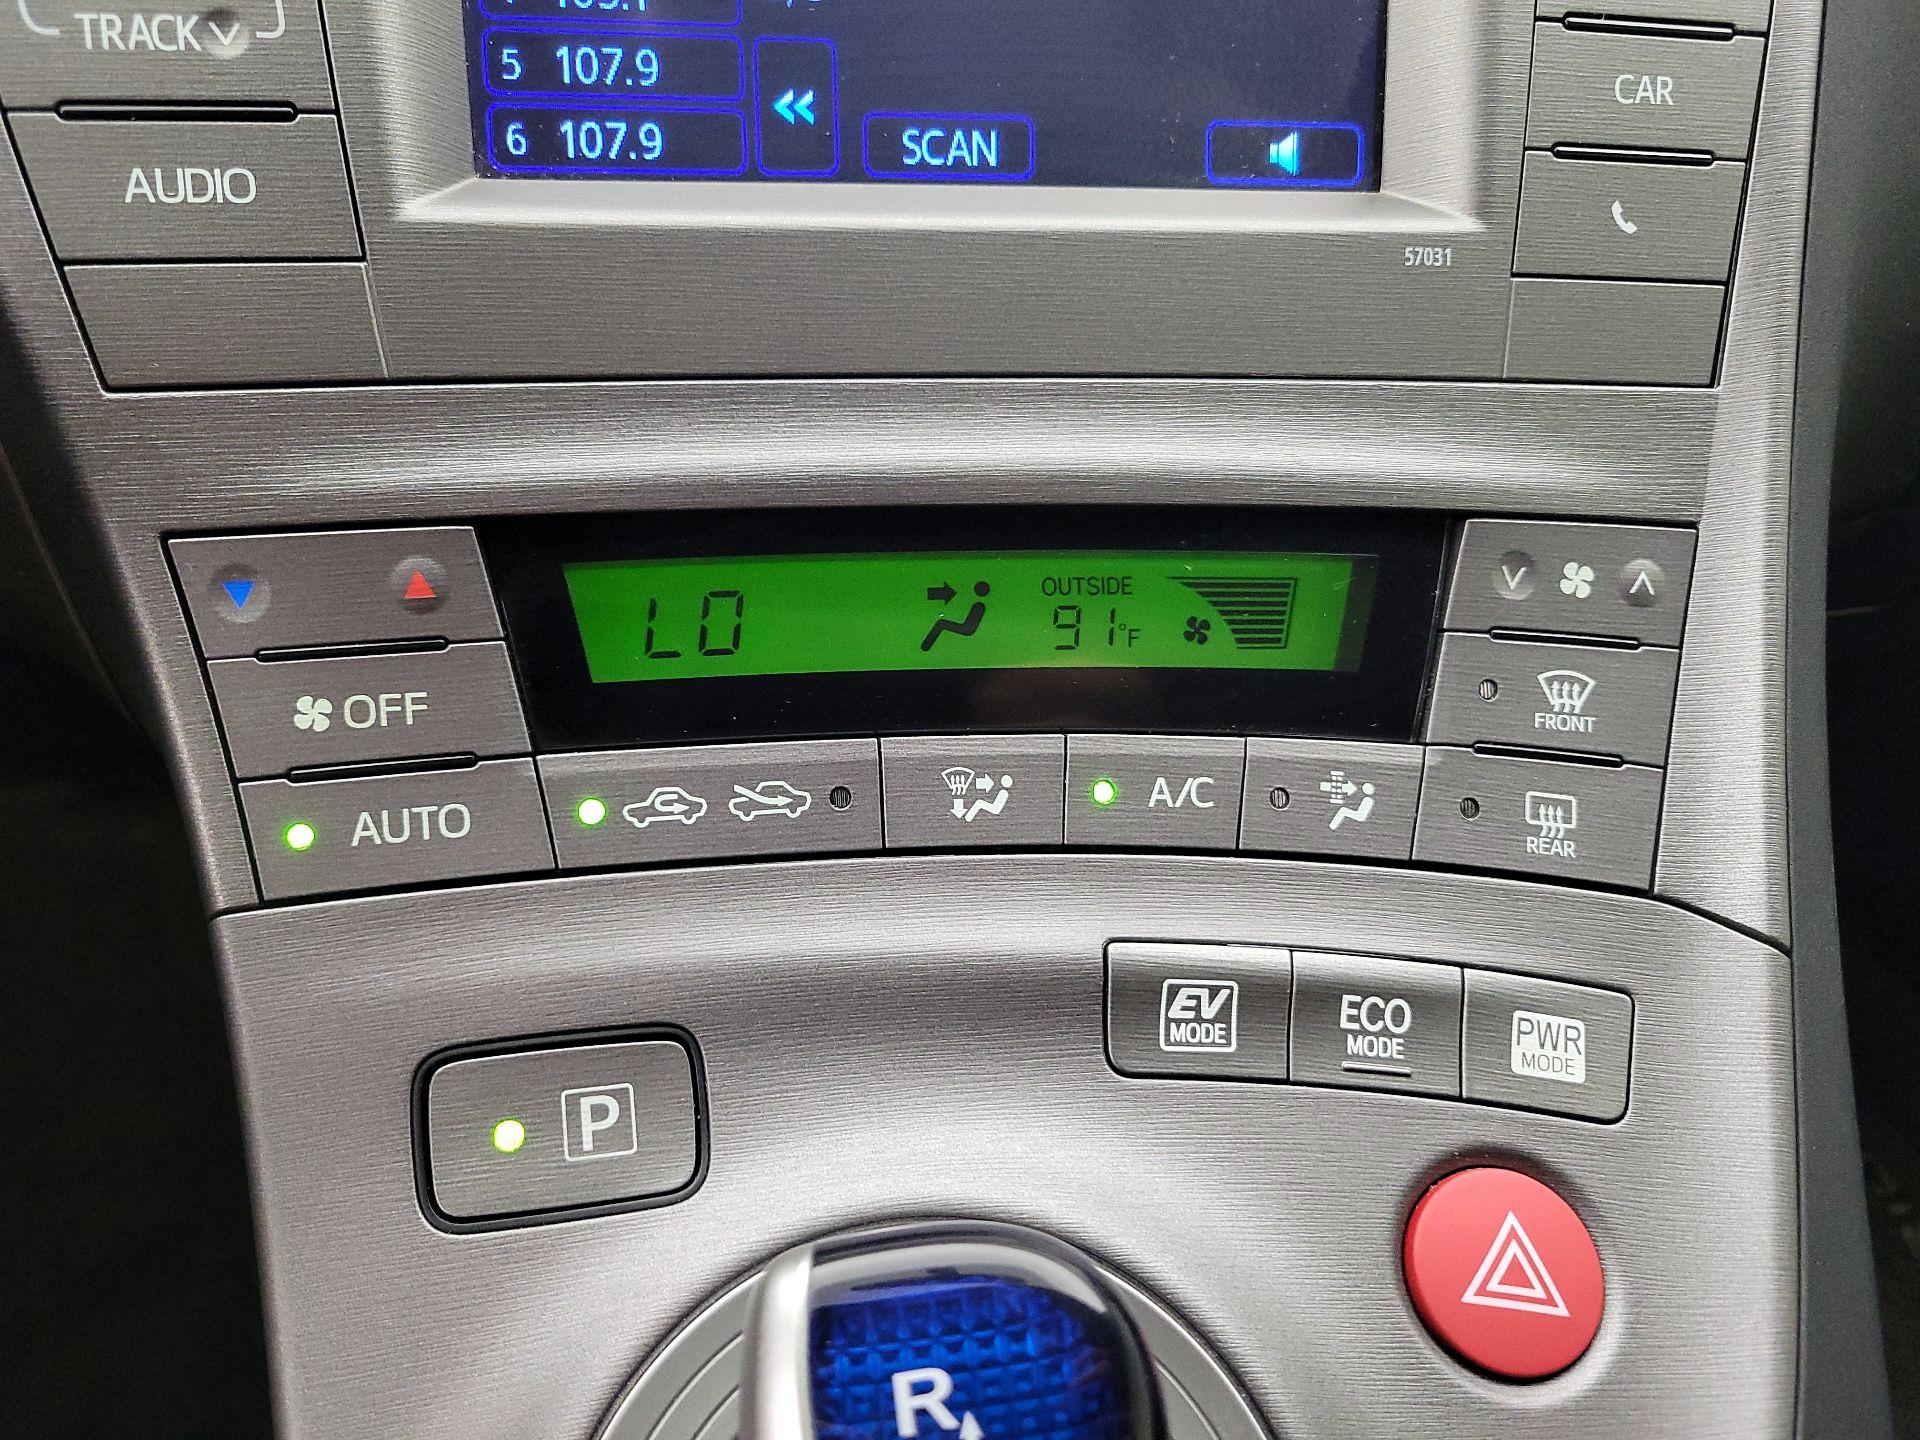 TRACK
5 107.9
6 107.9
SCAN
CAR
AUDIO
57031
LO
OUTSIDE
91°F
OFF
FRONT
AUTO
A/C
REAR
EV
MODE
ECO
MODE
PWR
MODE
P
R